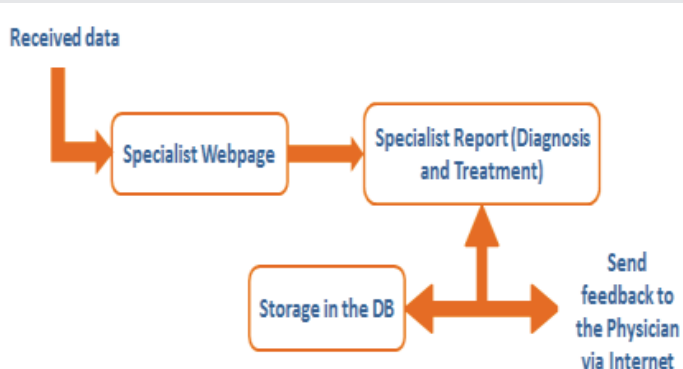 Received data
Specialist Webpage
Specialist Report (Diagnosis
and Treatment)
Storage in the DB
Send
feedback to
the Physician
via Internet